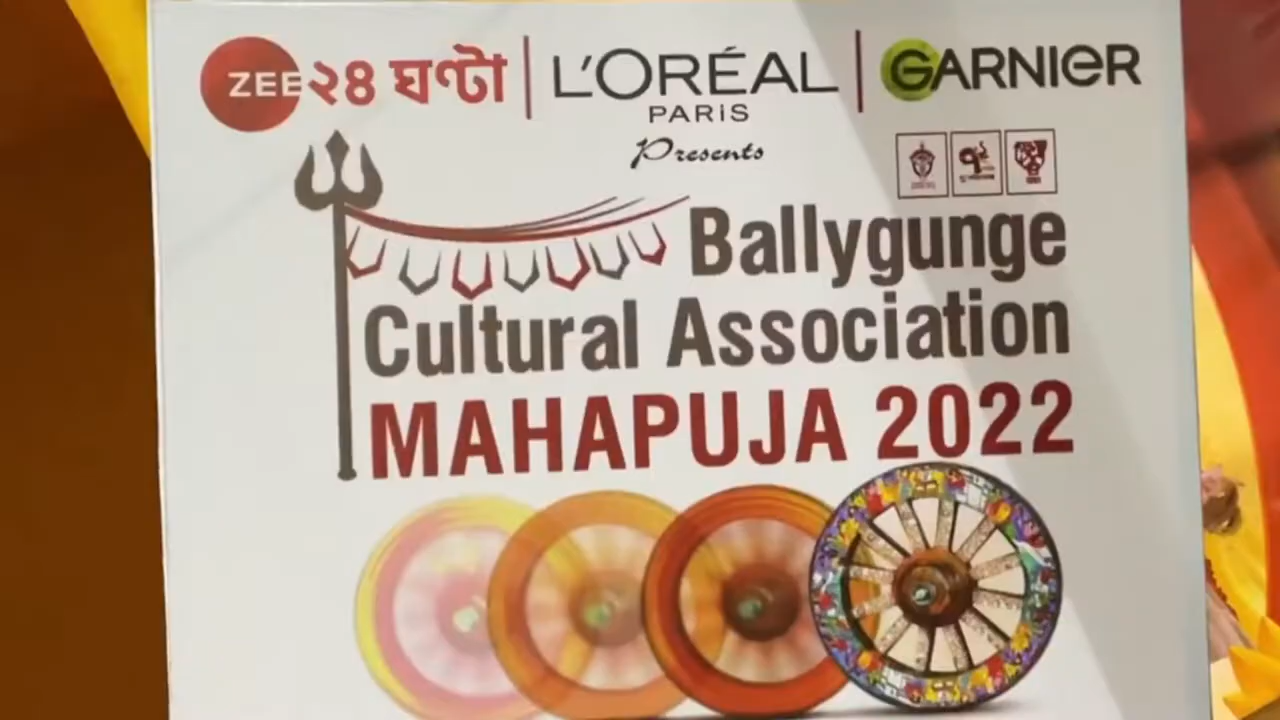 ZEE ২৪ ঘণ্টা L'ORÉAL GARNIER
PARIS
Presents
Ballygunge
Cultural Association
MAHAPUJA 2022